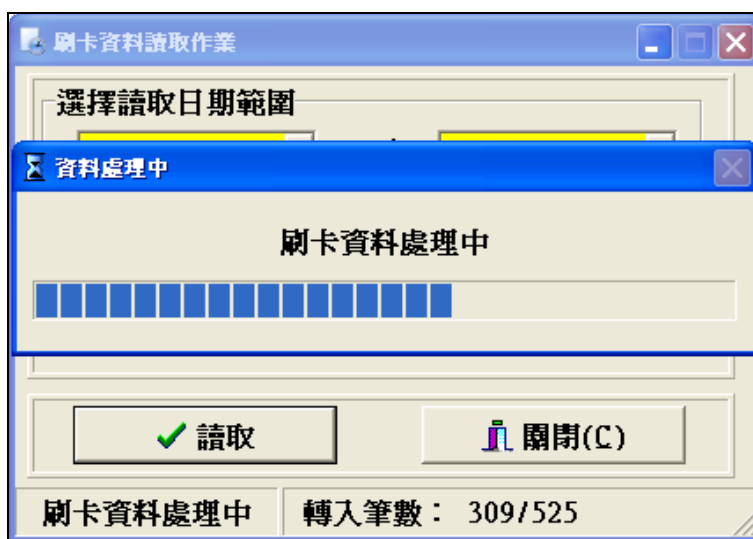 刷卡資料讀取作業
選擇讀取日期範圍
資料處理中
刷卡資料處理中
讀取
關閉(C)
刷卡資料處理中
轉入筆數： 309/525